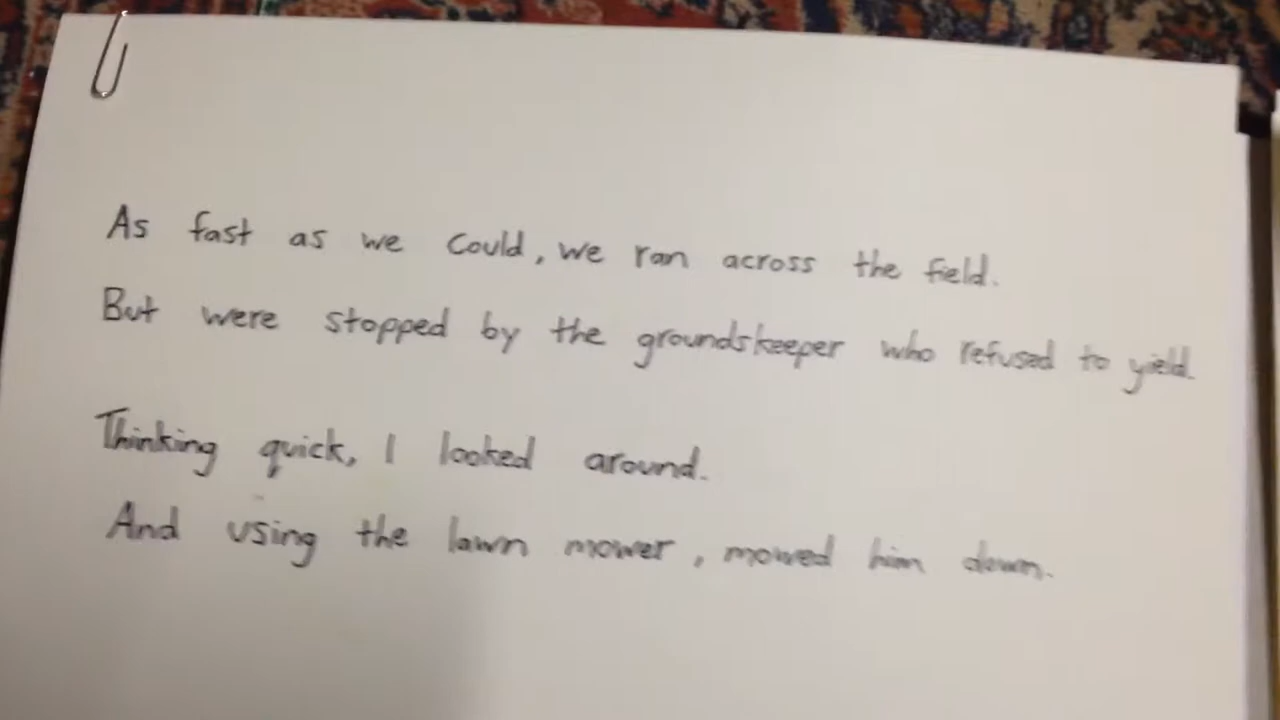 As fast as we could, we ran across the field.
But were stopped by the groundskeeper who refused to yield.
Thinking quick, I looked around.
And using the lawn mower, mowed him down.